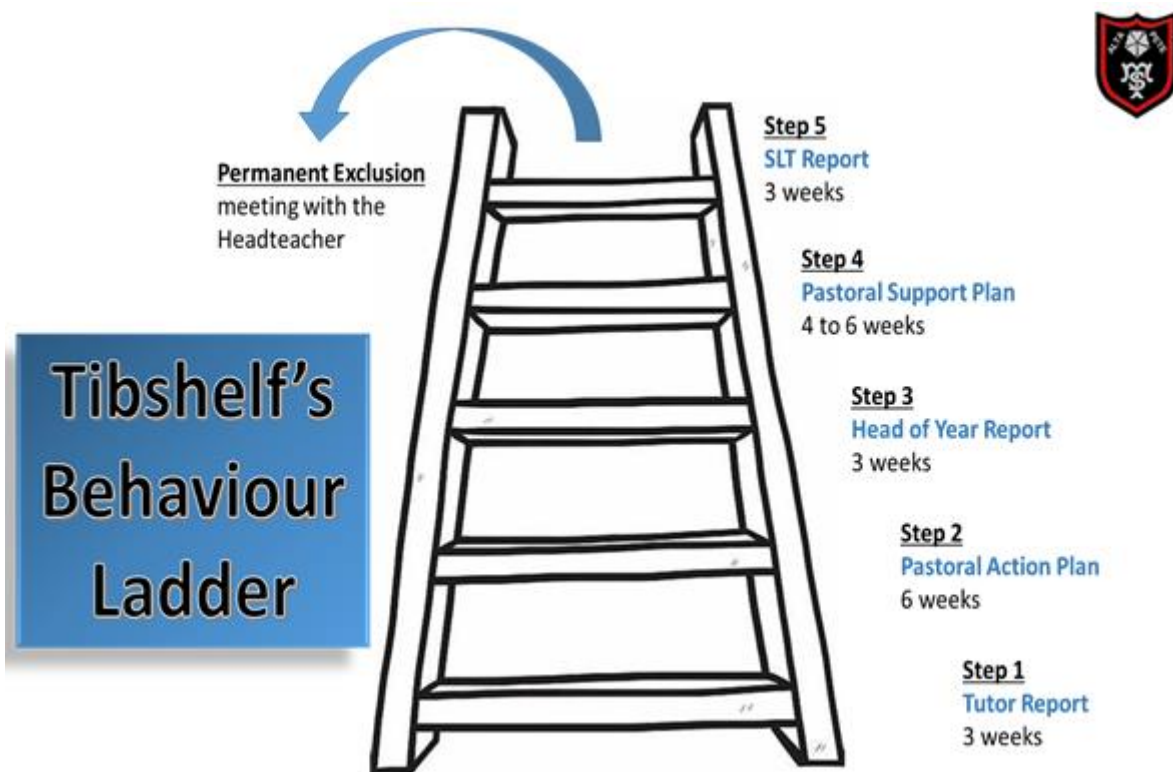 ALTA PETE
Step 5
SLT Report
3 weeks
Permanent Exclusion
meeting with the
Headteacher
Step 4
Pastoral Support Plan
4 to 6 weeks
Tibshelf's
Behaviour
Ladder
Step 3
Head of Year Report
3 weeks
Step 2
Pastoral Action Plan
6 weeks
Step 1
Tutor Report
3 weeks